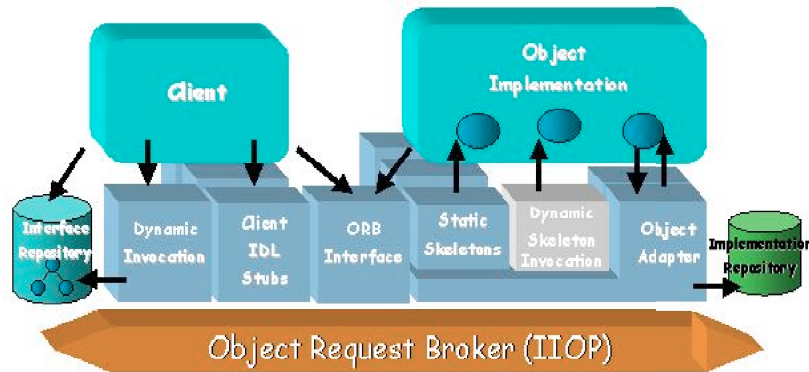 Client
Object
Implementation
Interface
Repository
Dynamic
Invocation
Client
IDL
Stubs
ORB
Interface
Static
Skeletons
Dynamic
Skeleton
Invocation
Object
Adapter
Implementation
Repository
Object Request Broker (IIOP)